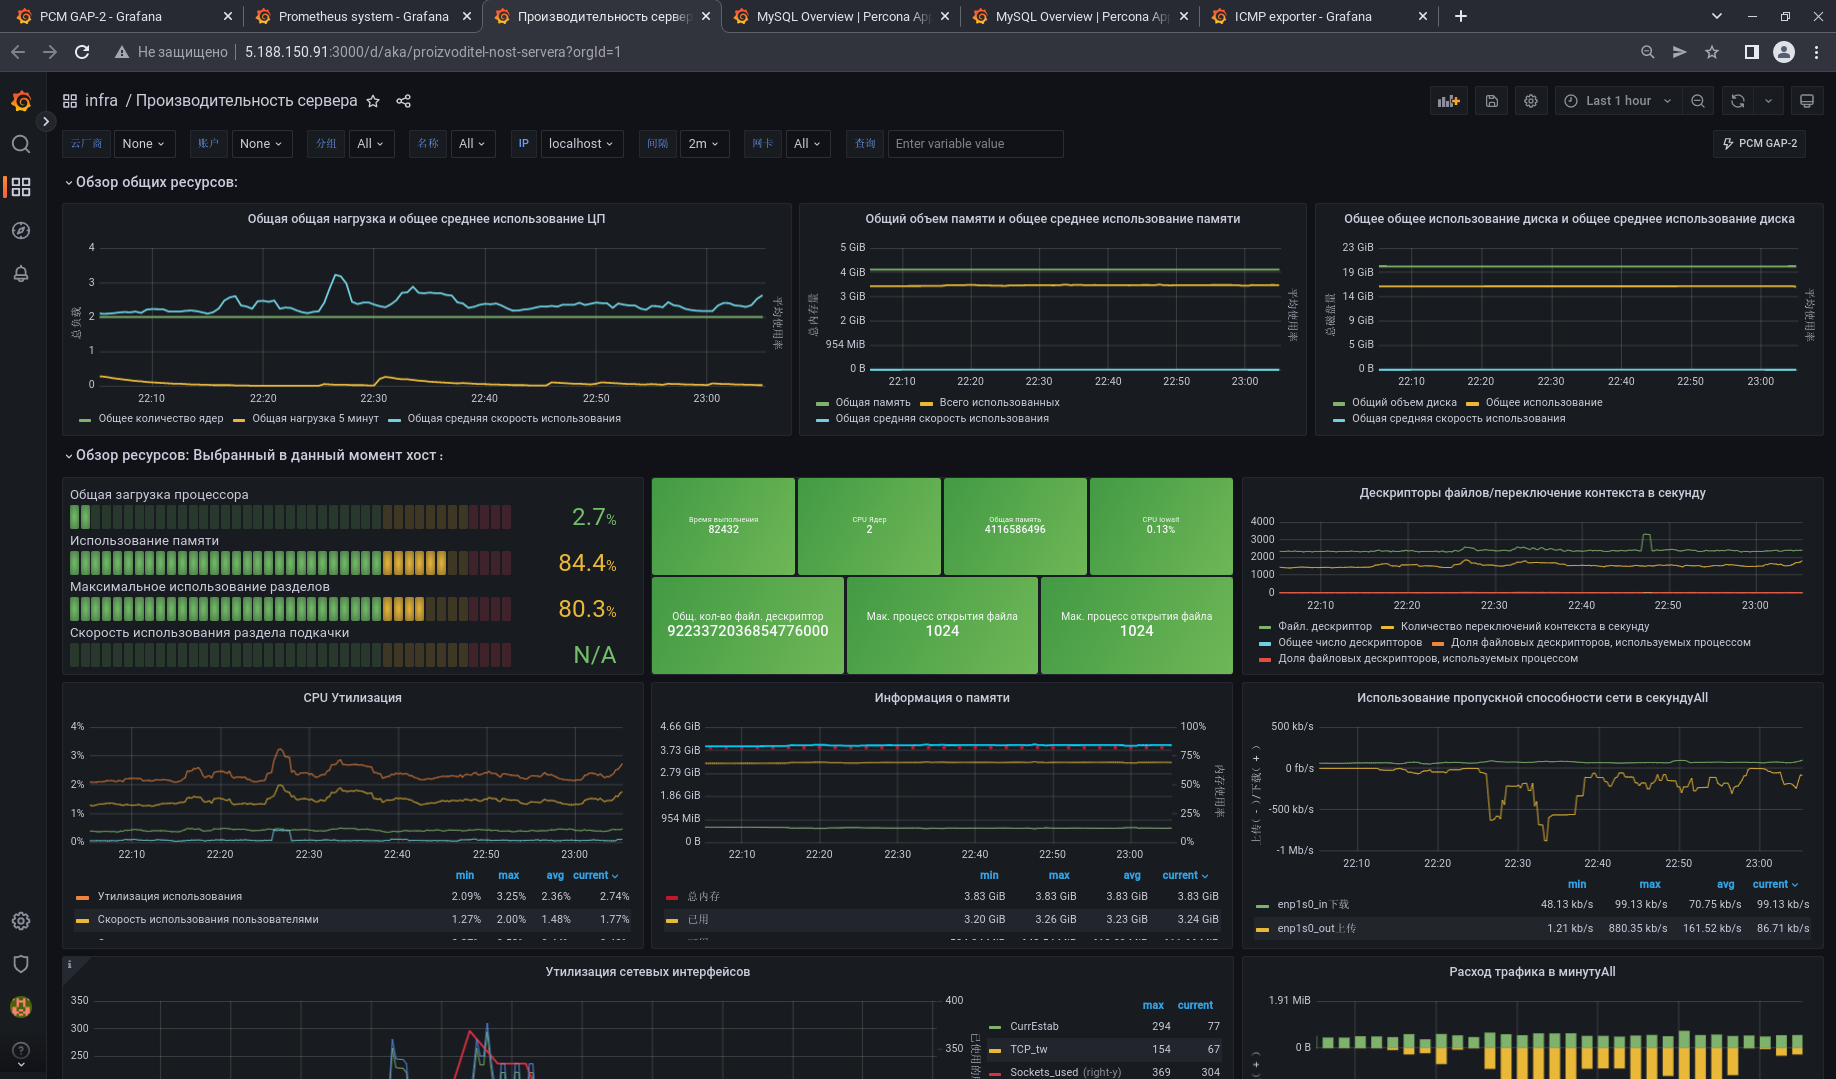 PCM GAP-2 - Grafana
Prometheus system - Grafana
Производительность сервер
MySQL Overview | Percona App
MySQL Overview | Percona App
ICMP exporter - Grafana
Не защищено 5.188.150.91:3000/d/aka/proizvoditel-nost-servera?orgId=1
infra / Производительность сервера
Last 1 hour
云厂商 None 账户 None 分组 All 名称 All IP localhost 间隔 2m 网卡 All 查询 Enter variable value
PCM GAP-2
Обзор общих ресурсов:
Общая общая нагрузка и общее среднее использование ЦП
4
3
2
1
0
总负载
平均使用率
22:10 22:20 22:30 22:40 22:50 23:00
Общее количество ядер Общая нагрузка 5 минут Общая средняя скорость использования
Общий объем памяти и общее среднее использование памяти
5 GiB
4 GiB
3 GiB
2 GiB
954 MiB
0 B
总内存量
平均使用率
22:10 22:20 22:30 22:40 22:50 23:00
Общая память Всего использованных
Общая средняя скорость использования
Общее общее использование диска и общее среднее использование диска
23 GiB
19 GiB
14 GiB
9 GiB
5 GiB
0 B
总磁盘量
平均使用率
22:10 22:20 22:30 22:40 22:50 23:00
Общий объем диска Общее использование
Общая средняя скорость использования
Обзор ресурсов: Выбранный в данный момент хост :
Общая загрузка процессора
2.7%
Использование памяти
84.4%
Максимальное использование разделов
80.3%
Скорость использования раздела подкачки
N/A
Время выполнения
82432
CPU Ядер
2
Общая память
4116586496
CPU iowait
0.13%
Общ. кол-во файл. дескриптор
9223372036854776000
Мак. процесс открытия файла
1024
Мак. процесс открытия файла
1024
Дескрипторы файлов/переключение контекста в секунду
4000
3000
2000
1000
0
22:10 22:20 22:30 22:40 22:50 23:00
Файл. дескриптор Количество переключений контекста в секунду
Общее число дескрипторов Доля файловых дескрипторов, используемых процессом
Доля файловых дескрипторов, используемых процессом
CPU Утилизация
4%
3%
2%
1%
0%
22:10 22:20 22:30 22:40 22:50 23:00
min max avg current
Утилизация использования 2.09% 3.25% 2.36% 2.74%
Скорость использования пользователями 1.27% 2.00% 1.48% 1.77%
Информация о памяти
4.66 GiB
3.73 GiB
2.79 GiB
1.86 GiB
954 MiB
0 B
100%
75%
50%
25%
0%
内存使用率
22:10 22:20 22:30 22:40 22:50 23:00
min max avg current
总内存 3.83 GiB 3.83 GiB 3.83 GiB 3.83 GiB
已用 3.20 GiB 3.26 GiB 3.23 GiB 3.24 GiB
Использование пропускной способности сети в секундуAll
500 kb/s
0 fb/s
-500 kb/s
-1 Mb/s
上传(-)/下载(+)
22:10 22:20 22:30 22:40 22:50 23:00
min max avg current
enp1s0_in下载 48.13 kb/s 99.13 kb/s 70.75 kb/s 99.13 kb/s
enp1s0_out上传 1.21 kb/s 880.35 kb/s 161.52 kb/s 86.71 kb/s
Утилизация сетевых интерфейсов
350
300
250
400
350
max current
CurrEstab 294 77
TCP_tw 154 67
Sockets_used (right-y) 369 304
Расход трафика в минутуAll
1.91 MiB
0 B